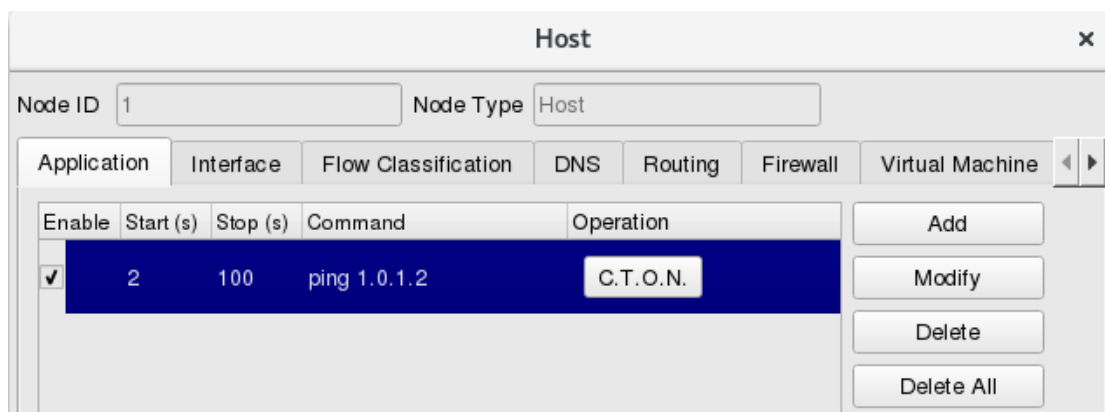 Host ×
Node ID 1 Node Type Host
Application Interface Flow Classification DNS Routing Firewall Virtual Machine
Enable Start (s) Stop (s) Command Operation Add
2 100 ping 1.0.1.2 C.T.O.N. Modify
Delete
Delete All